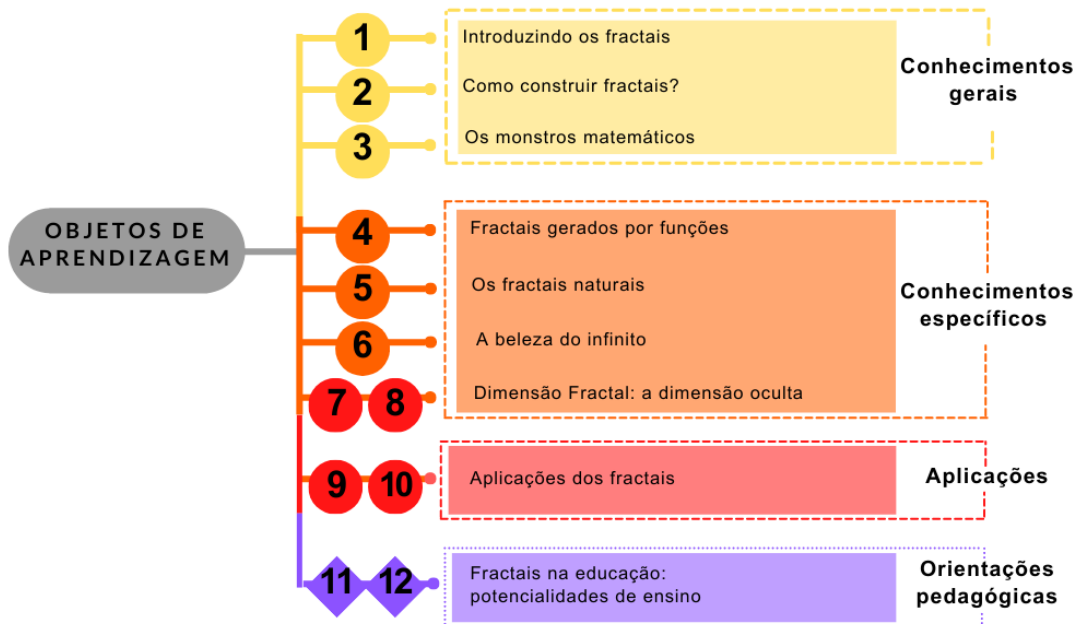 OBJETOS DE
APRENDIZAGEM
1
Introduzindo os fractais
2
Como construir fractais?
3
Os monstros matemáticos
Conhecimentos
gerais
4
Fractais gerados por funções
5
Os fractais naturais
6
A beleza do infinito
7 8
Dimensão Fractal: a dimensão oculta
Conhecimentos
específicos
9 10
Aplicações dos fractais
Aplicações
11 12
Fractais na educação:
potencialidades de ensino
Orientações
pedagógicas